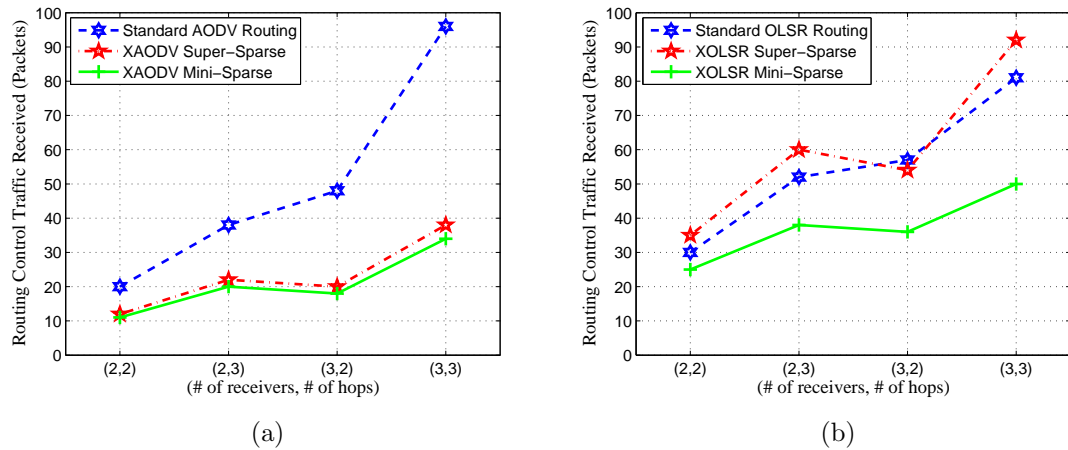 Routing Control Traffic Received (Packets)
100
90
80
70
60
50
40
30
20
10
0
Standard AODV Routing
XAODV Super−Sparse
XAODV Mini−Sparse
(2,2) (2,3) (3,2) (3,3)
(# of receivers, # of hops)
(a)
Routing Control Traffic Received (Packets)
100
90
80
70
60
50
40
30
20
10
0
Standard OLSR Routing
XOLSR Super−Sparse
XOLSR Mini−Sparse
(2,2) (2,3) (3,2) (3,3)
(# of receivers, # of hops)
(b)